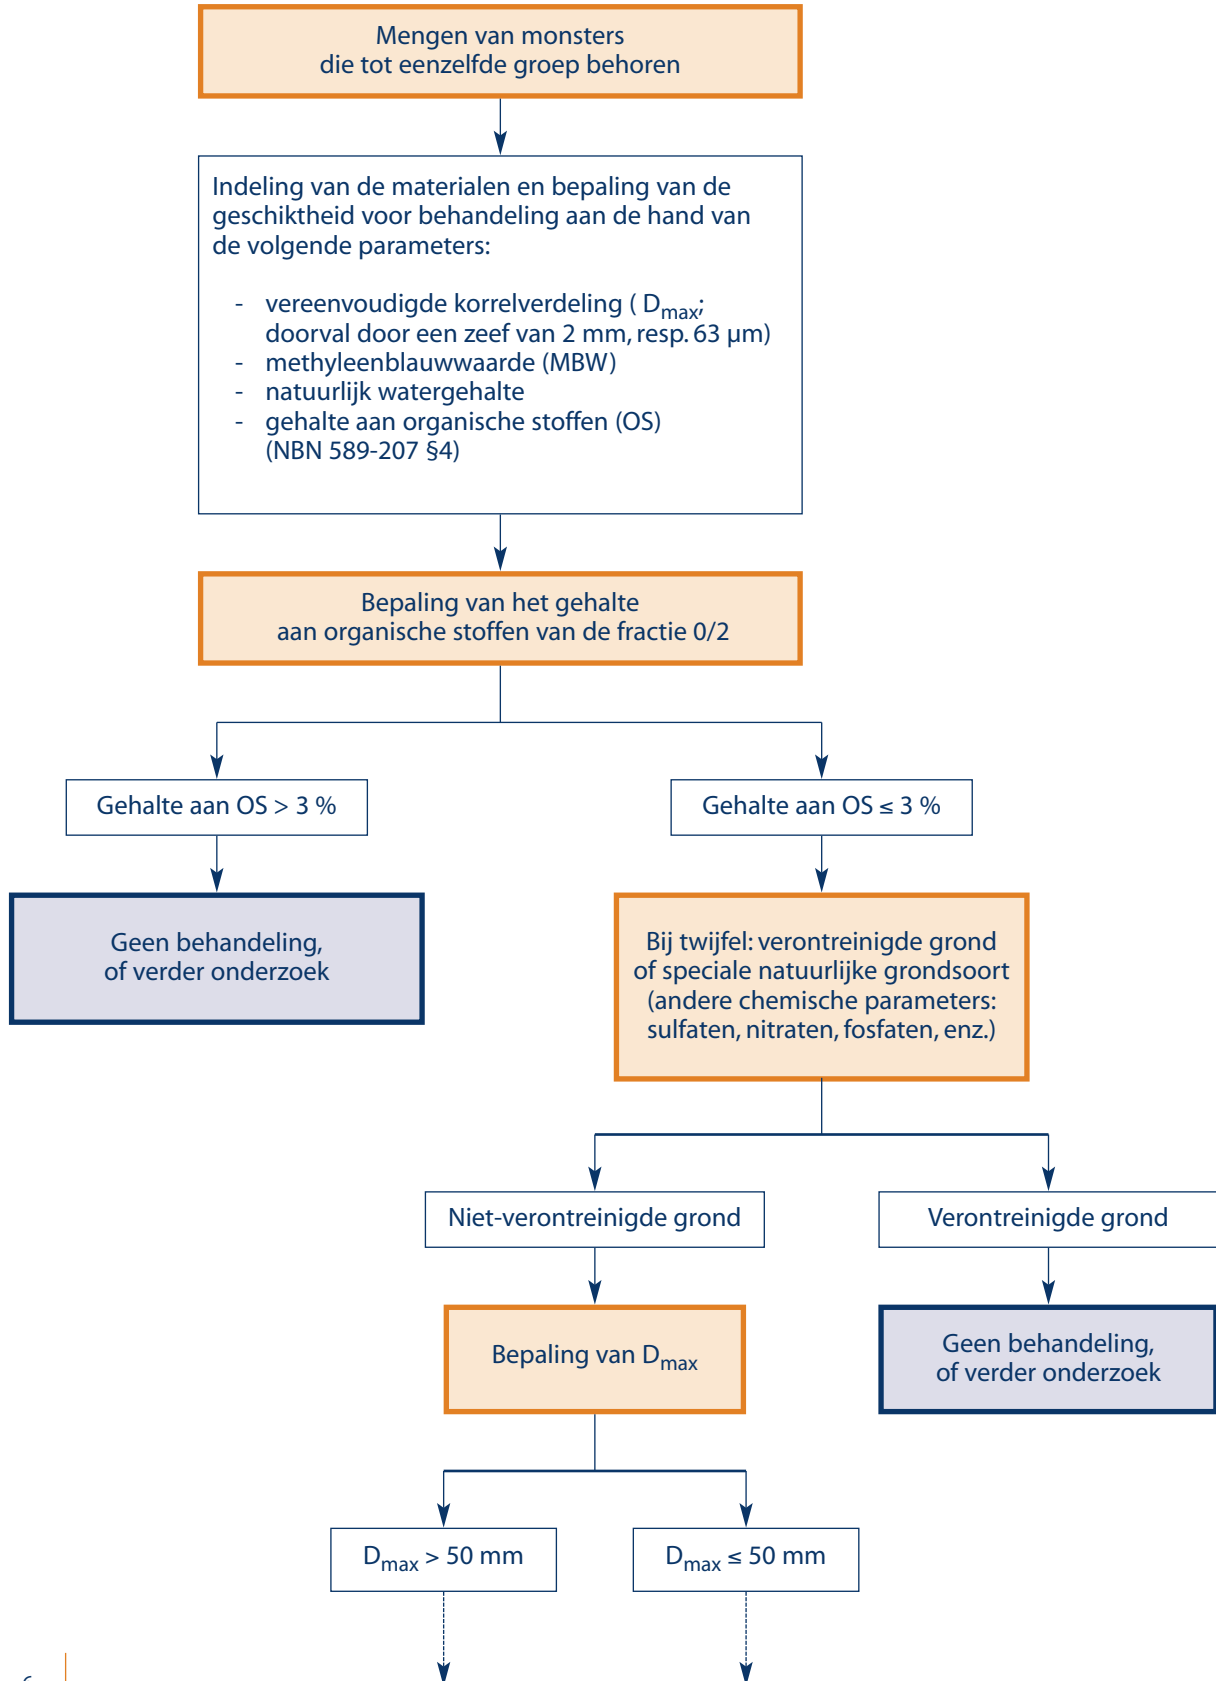 Mengen van monsters
die tot eenzelfde groep behoren
Indeling van de materialen en bepaling van de
geschiktheid voor behandeling aan de hand van
de volgende parameters:
- vereenvoudigde korrelverdeling ( Dmax;
doorval door een zeef van 2 mm, resp. 63 µm)
- methyleenblauwwaarde (MBW)
- natuurlijk watergehalte
- gehalte aan organische stoffen (OS)
(NBN 589-207 §4)
Bepaling van het gehalte
aan organische stoffen van de fractie 0/2
Gehalte aan OS > 3 %
Gehalte aan OS ≤ 3 %
Geen behandeling,
of verder onderzoek
Bij twijfel: verontreinigde grond
of speciale natuurlijke grondsoort
(andere chemische parameters:
sulfaten, nitraten, fosfaten, enz.)
Niet-verontreinigde grond
Verontreinigde grond
Bepaling van Dmax
Geen behandeling,
of verder onderzoek
Dmax > 50 mm
Dmax ≤ 50 mm